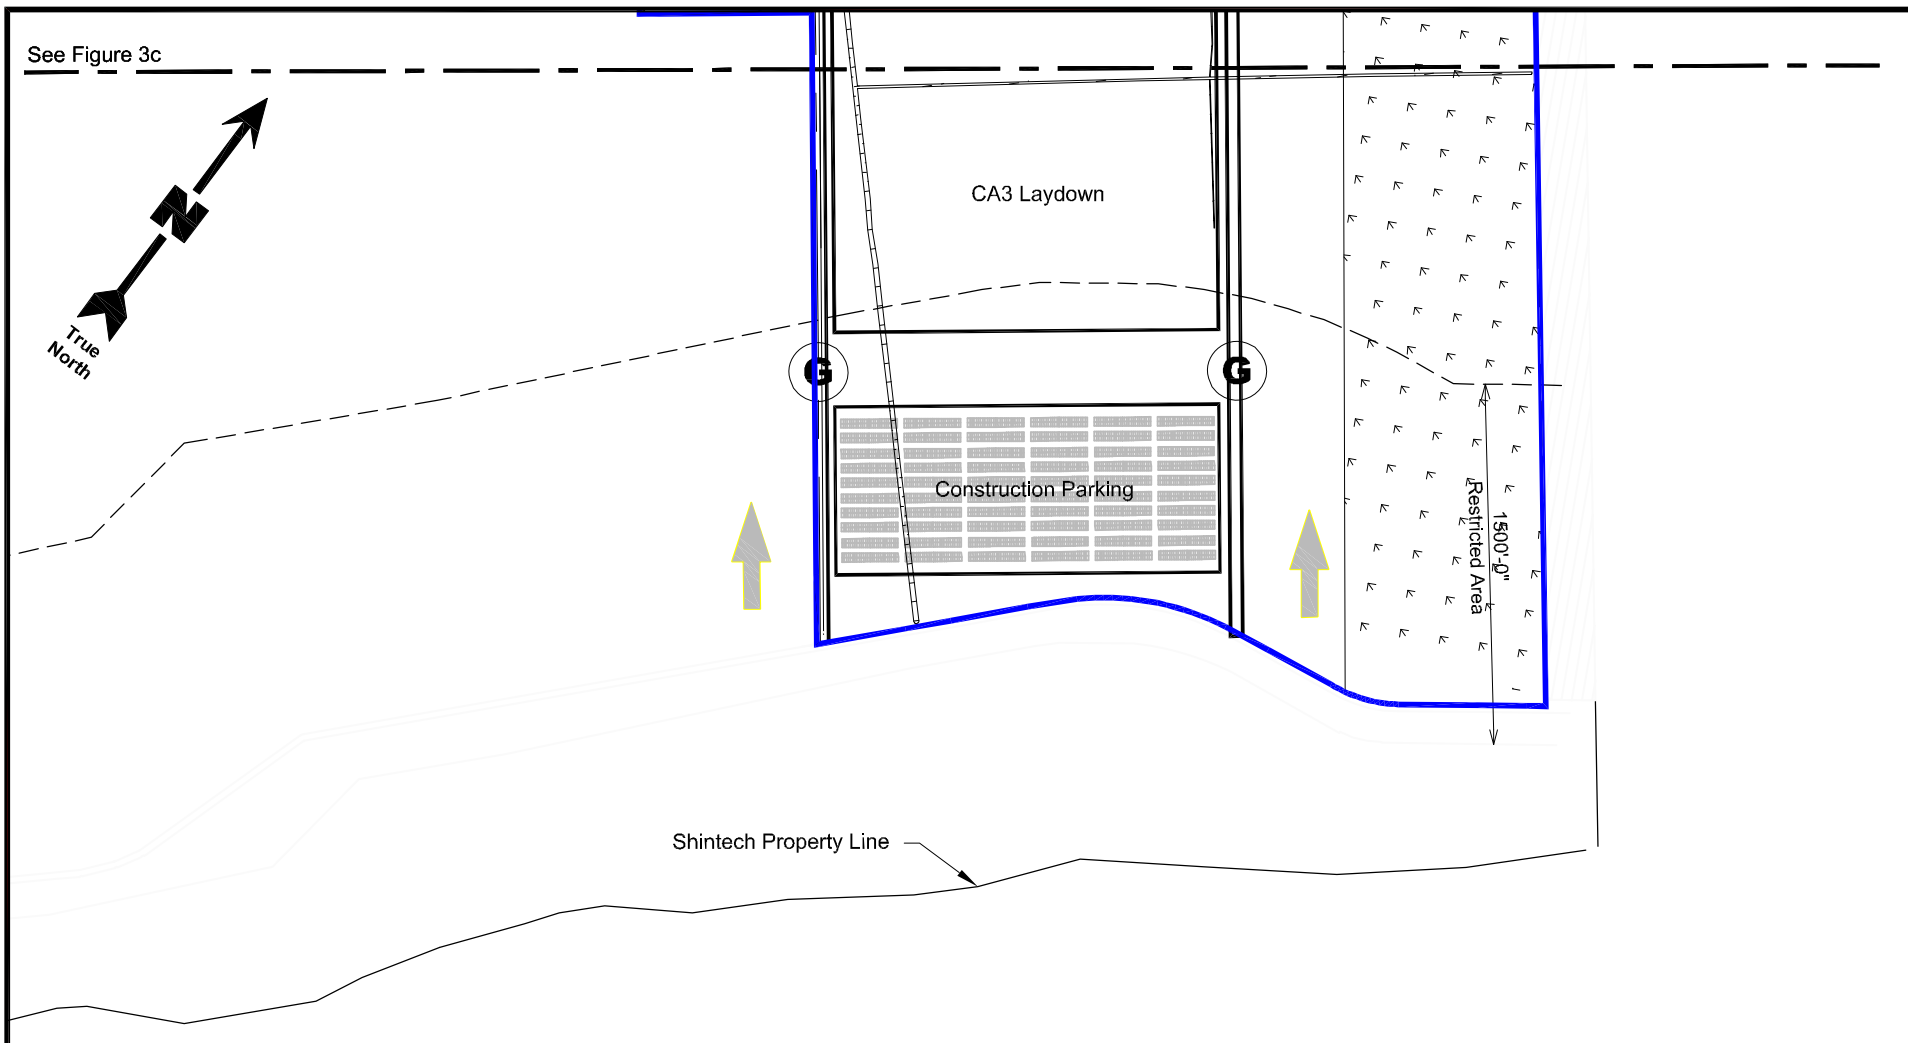 See Figure 3c
N
True
North
CA3 Laydown
G
G
Construction Parking
1500'-0"
Restricted Area
Shintech Property Line